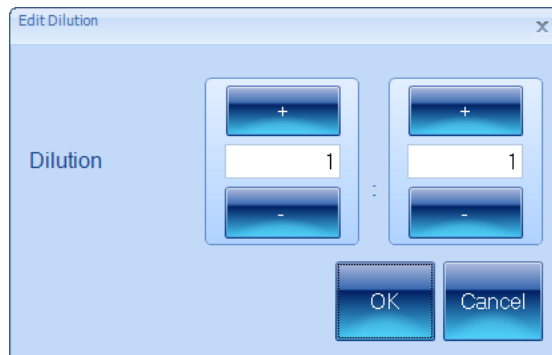 Edit Dilution
x
+ +
Dilution 1 : 1
- -
OK Cancel